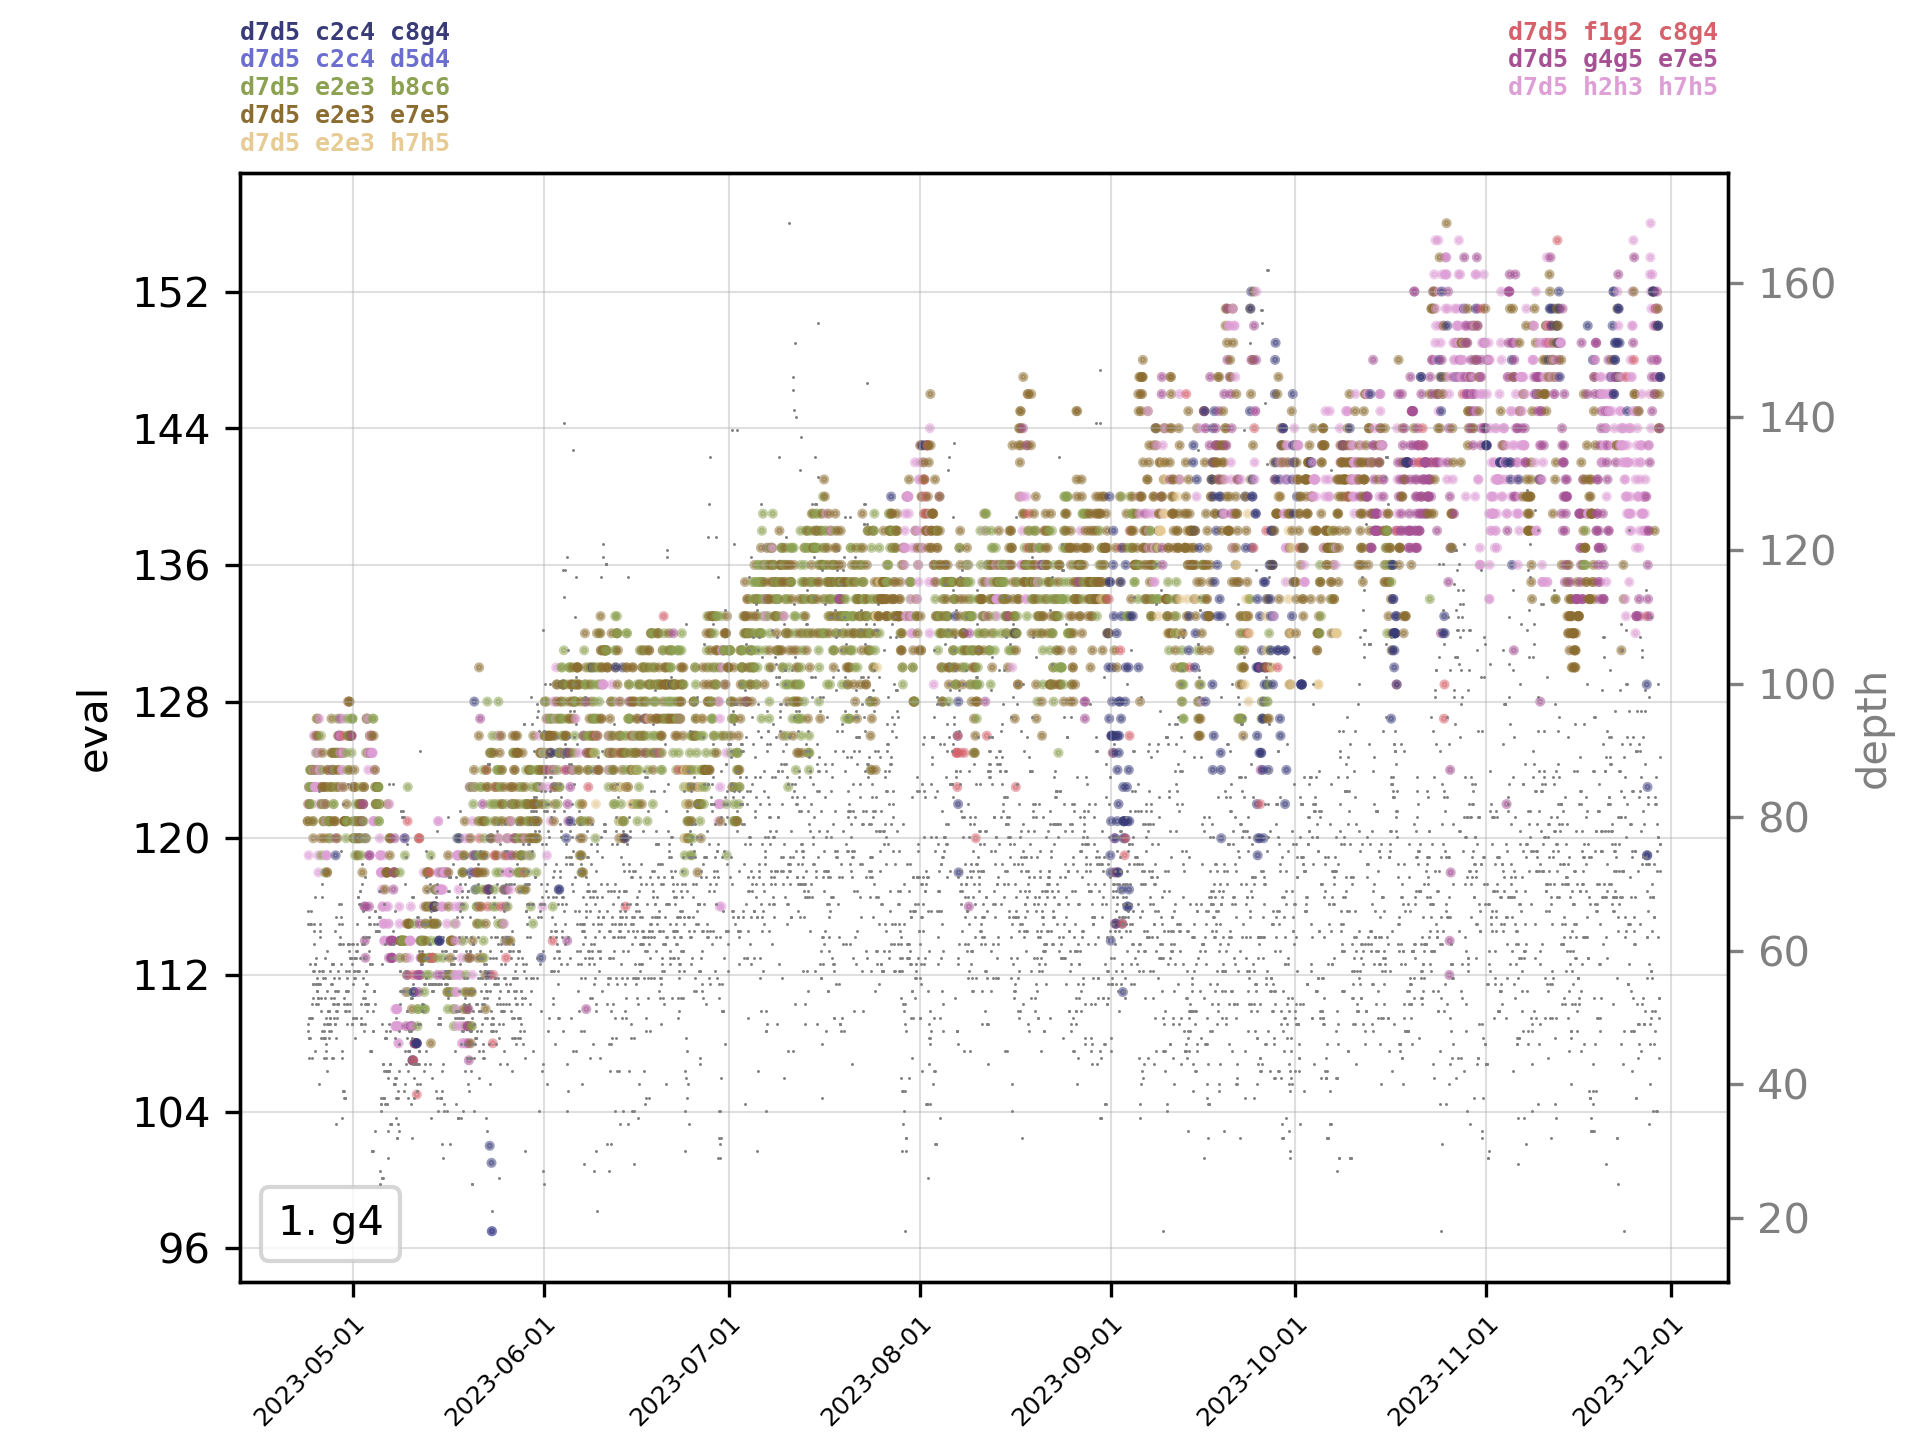 d7d5 c2c4 c8g4
d7d5 c2c4 d5d4
d7d5 e2e3 b8c6
d7d5 e2e3 e7e5
d7d5 e2e3 h7h5
d7d5 f1g2 c8g4
d7d5 g4g5 e7e5
d7d5 h2h3 h7h5
eval
152
144
136
128
120
112
104
96
160
140
120
100
80
60
40
20
depth
1. g4
2023-05-01
2023-06-01
2023-07-01
2023-08-01
2023-09-01
2023-10-01
2023-11-01
2023-12-01